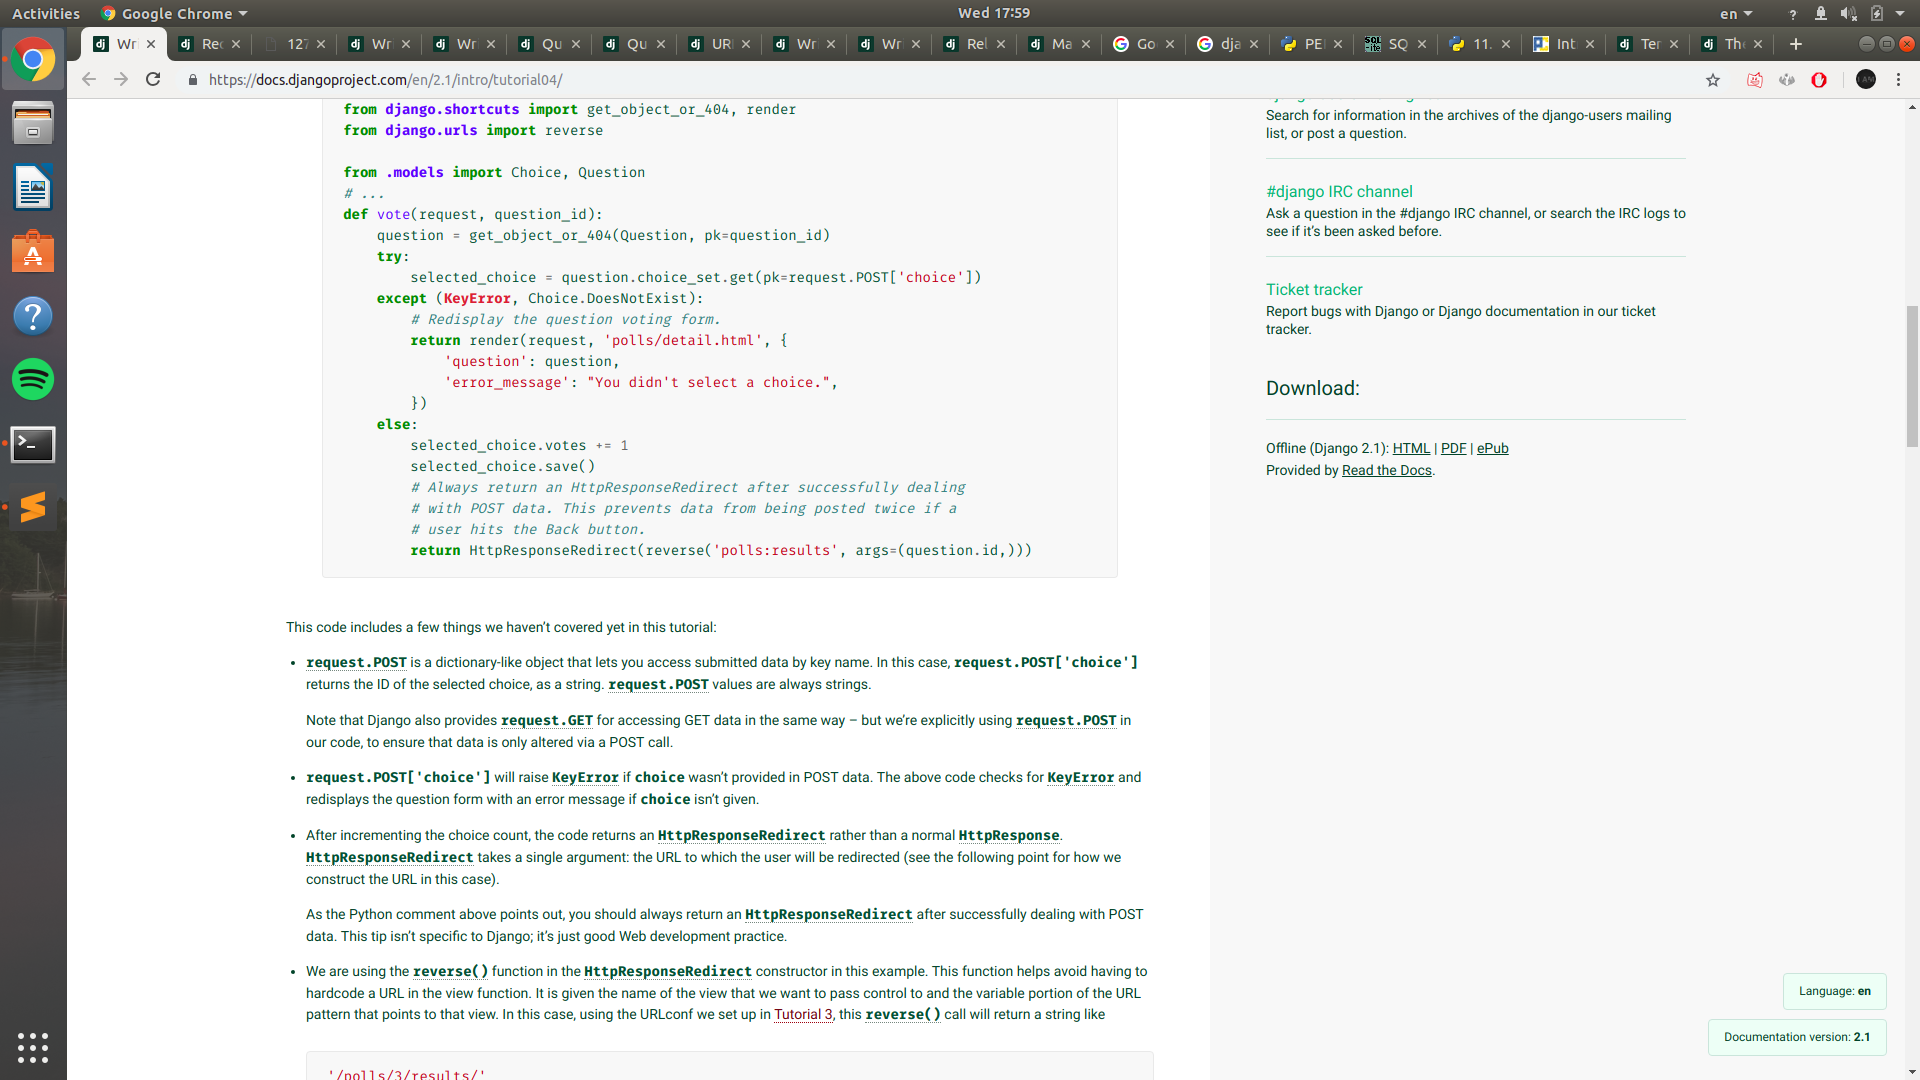 Activities
Google Chrome
Wed 17:59
en
Wr
Rec
127
Wr
Wr
Qu
Qu
URL
Wr
Wr
Rel
Ma
Go
dja
PE
SQ
11.
Int
Ter
Th
https://docs.djangoproject.com/en/2.1/intro/tutorial04/
from django.shortcuts import get_object_or_404, render
from django.urls import reverse
from .models import Choice, Question
# ...
def vote(request, question_id):
    question = get_object_or_404(Question, pk=question_id)
    try:
        selected_choice = question.choice_set.get(pk=request.POST['choice'])
    except (KeyError, Choice.DoesNotExist):
        # Redisplay the question voting form.
        return render(request, 'polls/detail.html', {
            'question': question,
            'error_message': "You didn't select a choice.",
        })
    else:
        selected_choice.votes += 1
        selected_choice.save()
        # Always return an HttpResponseRedirect after successfully dealing
        # with POST data. This prevents data from being posted twice if a
        # user hits the Back button.
        return HttpResponseRedirect(reverse('polls:results', args=(question.id,)))
This code includes a few things we haven’t covered yet in this tutorial:
• request.POST is a dictionary-like object that lets you access submitted data by key name. In this case, request.POST['choice']
returns the ID of the selected choice, as a string. request.POST values are always strings.
Note that Django also provides request.GET for accessing GET data in the same way – but we’re explicitly using request.POST in
our code, to ensure that data is only altered via a POST call.
• request.POST['choice'] will raise KeyError if choice wasn’t provided in POST data. The above code checks for KeyError and
redisplays the question form with an error message if choice isn’t given.
• After incrementing the choice count, the code returns an HttpResponseRedirect rather than a normal HttpResponse.
HttpResponseRedirect takes a single argument: the URL to which the user will be redirected (see the following point for how we
construct the URL in this case).
As the Python comment above points out, you should always return an HttpResponseRedirect after successfully dealing with POST
data. This tip isn’t specific to Django; it’s just good Web development practice.
• We are using the reverse() function in the HttpResponseRedirect constructor in this example. This function helps avoid having to
hardcode a URL in the view function. It is given the name of the view that we want to pass control to and the variable portion of the URL
pattern that points to that view. In this case, using the URLconf we set up in Tutorial 3, this reverse() call will return a string like
'/polls/3/results/'
Search for information in the archives of the django-users mailing
list, or post a question.
#django IRC channel
Ask a question in the #django IRC channel, or search the IRC logs to
see if it’s been asked before.
Ticket tracker
Report bugs with Django or Django documentation in our ticket
tracker.
Download:
Offline (Django 2.1): HTML | PDF | ePub
Provided by Read the Docs.
Language: en
Documentation version: 2.1